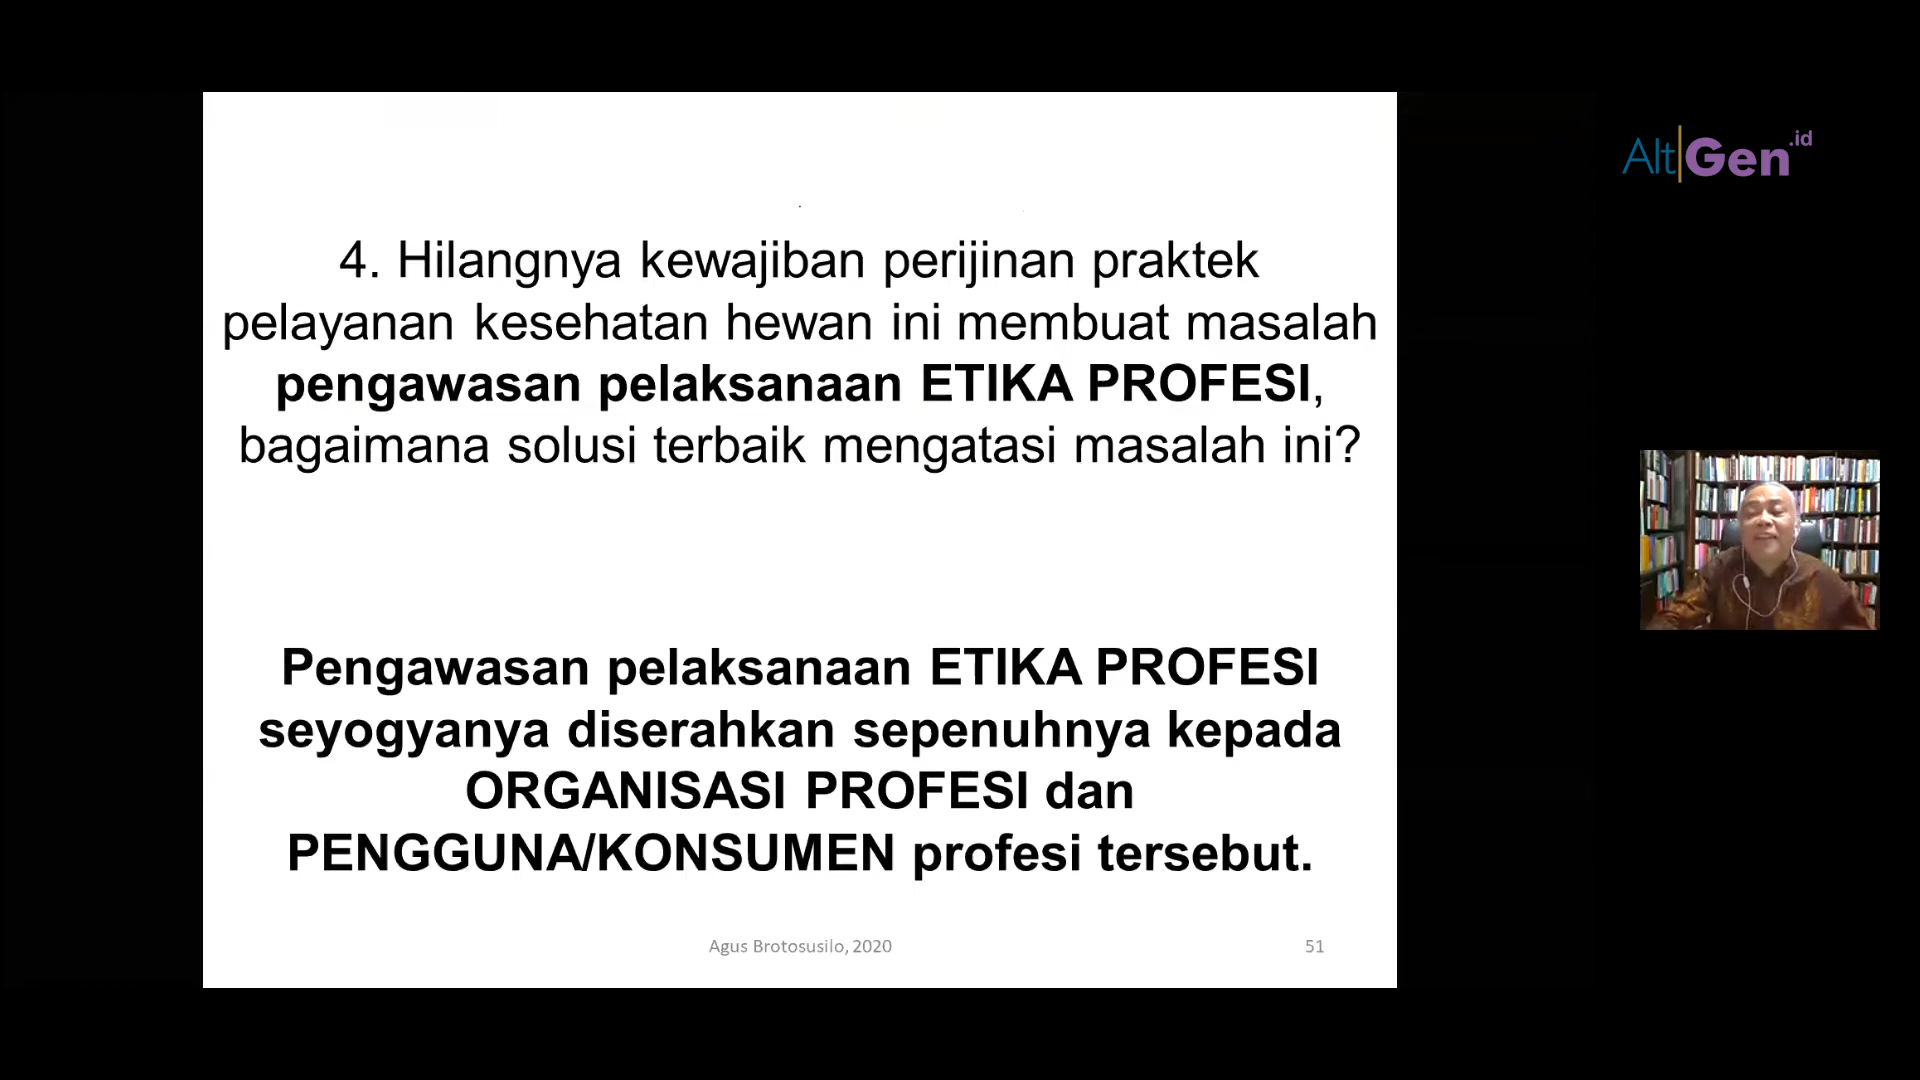 Alt|Gen.id
4. Hilangnya kewajiban perijinan praktek
pelayanan kesehatan hewan ini membuat masalah
pengawasan pelaksanaan ETIKA PROFESI,
bagaimana solusi terbaik mengatasi masalah ini?
Pengawasan pelaksanaan ETIKA PROFESI
seyogyanya diserahkan sepenuhnya kepada
ORGANISASI PROFESI dan
PENGGUNA/KONSUMEN profesi tersebut.
Agus Brotosusilo, 2020
51